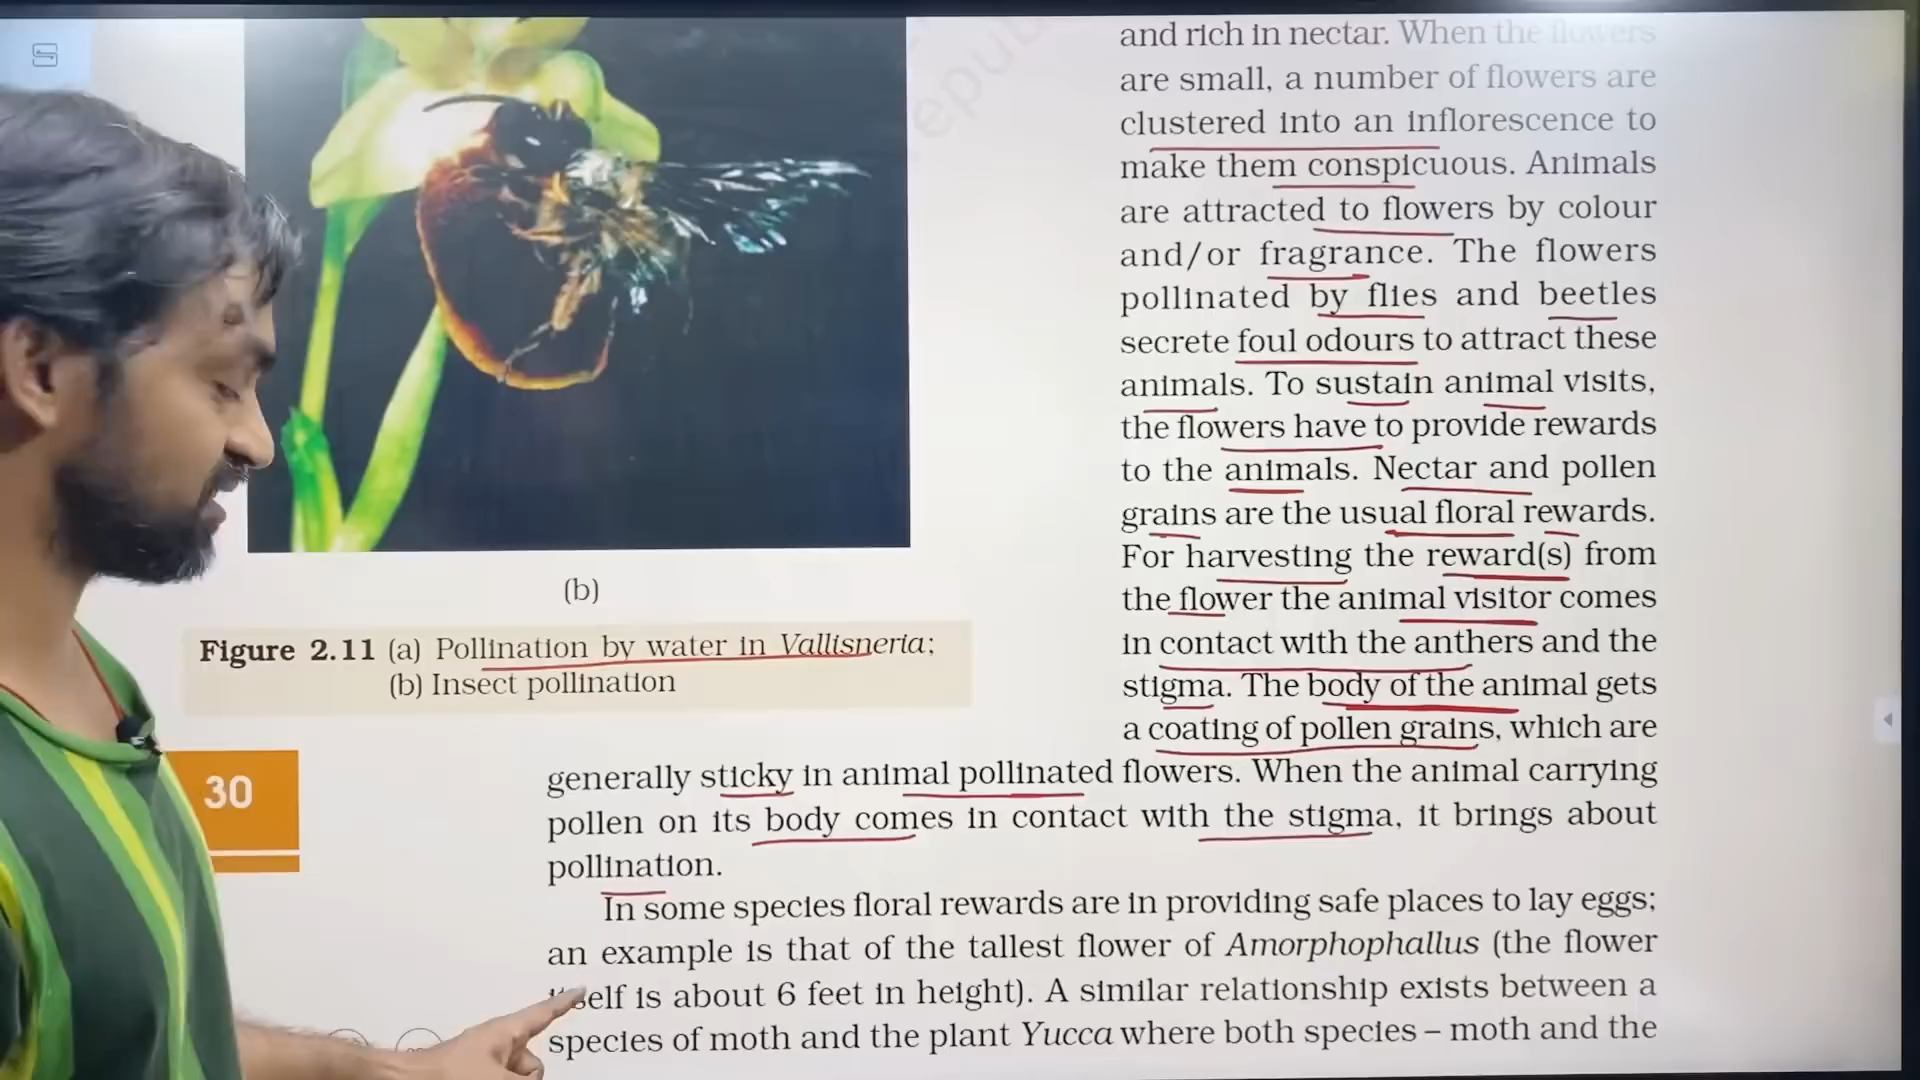 epub
and rich in nectar. When the flowers
are small, a number of flowers are
clustered into an inflorescence to
make them conspicuous. Animals
are attracted to flowers by colour
and/or fragrance. The flowers
pollinated by flies and beetles
secrete foul odours to attract these
animals. To sustain animal visits,
the flowers have to provide rewards
to the animals. Nectar and pollen
grains are the usual floral rewards.
For harvesting the reward(s) from
the flower the animal visitor comes
in contact with the anthers and the
stigma. The body of the animal gets
a coating of pollen grains, which are
generally sticky in animal pollinated flowers. When the animal carrying
pollen on its body comes in contact with the stigma, it brings about
pollination.
In some species floral rewards are in providing safe places to lay eggs;
an example is that of the tallest flower of Amorphophallus (the flower
itself is about 6 feet in height). A similar relationship exists between a
species of moth and the plant Yucca where both species – moth and the
(b)
Figure 2.11 (a) Pollination by water in Vallisneria;
(b) Insect pollination
30